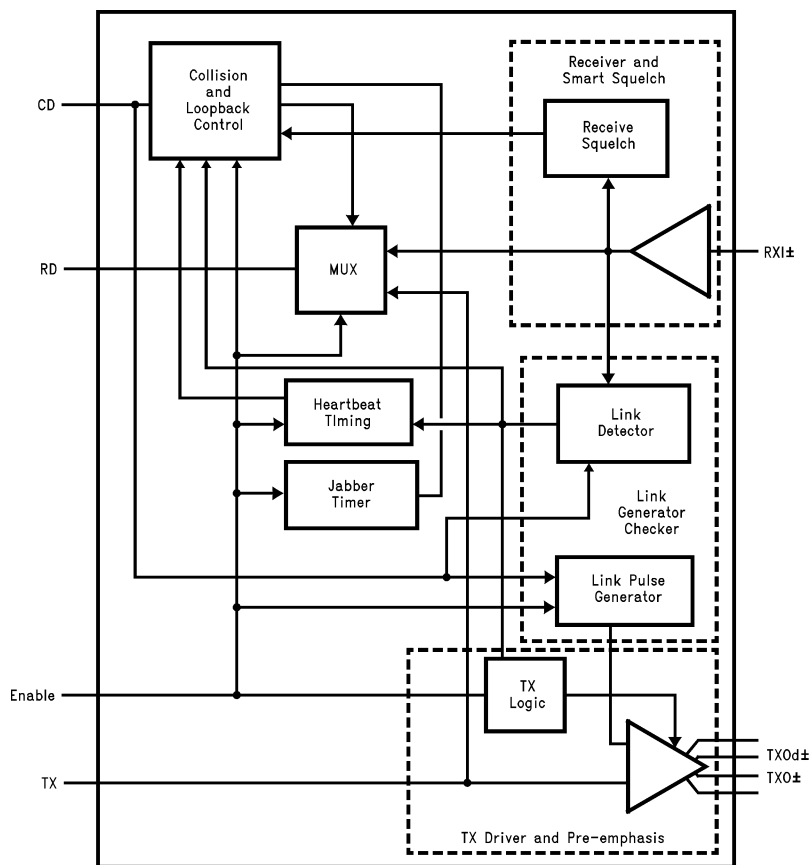 Collision
and
Loopback
Control
Receiver and
Smart Squelch
CD
Receive
Squelch
RD
MUX
RXI±
Heartbeat
TIming
Link
Detector
Jabber
Timer
Link
Generator
Checker
Link Pulse
Generator
Enable
TX
Logic
TX
TXOd±
TXO±
TX Driver and Pre-emphasis